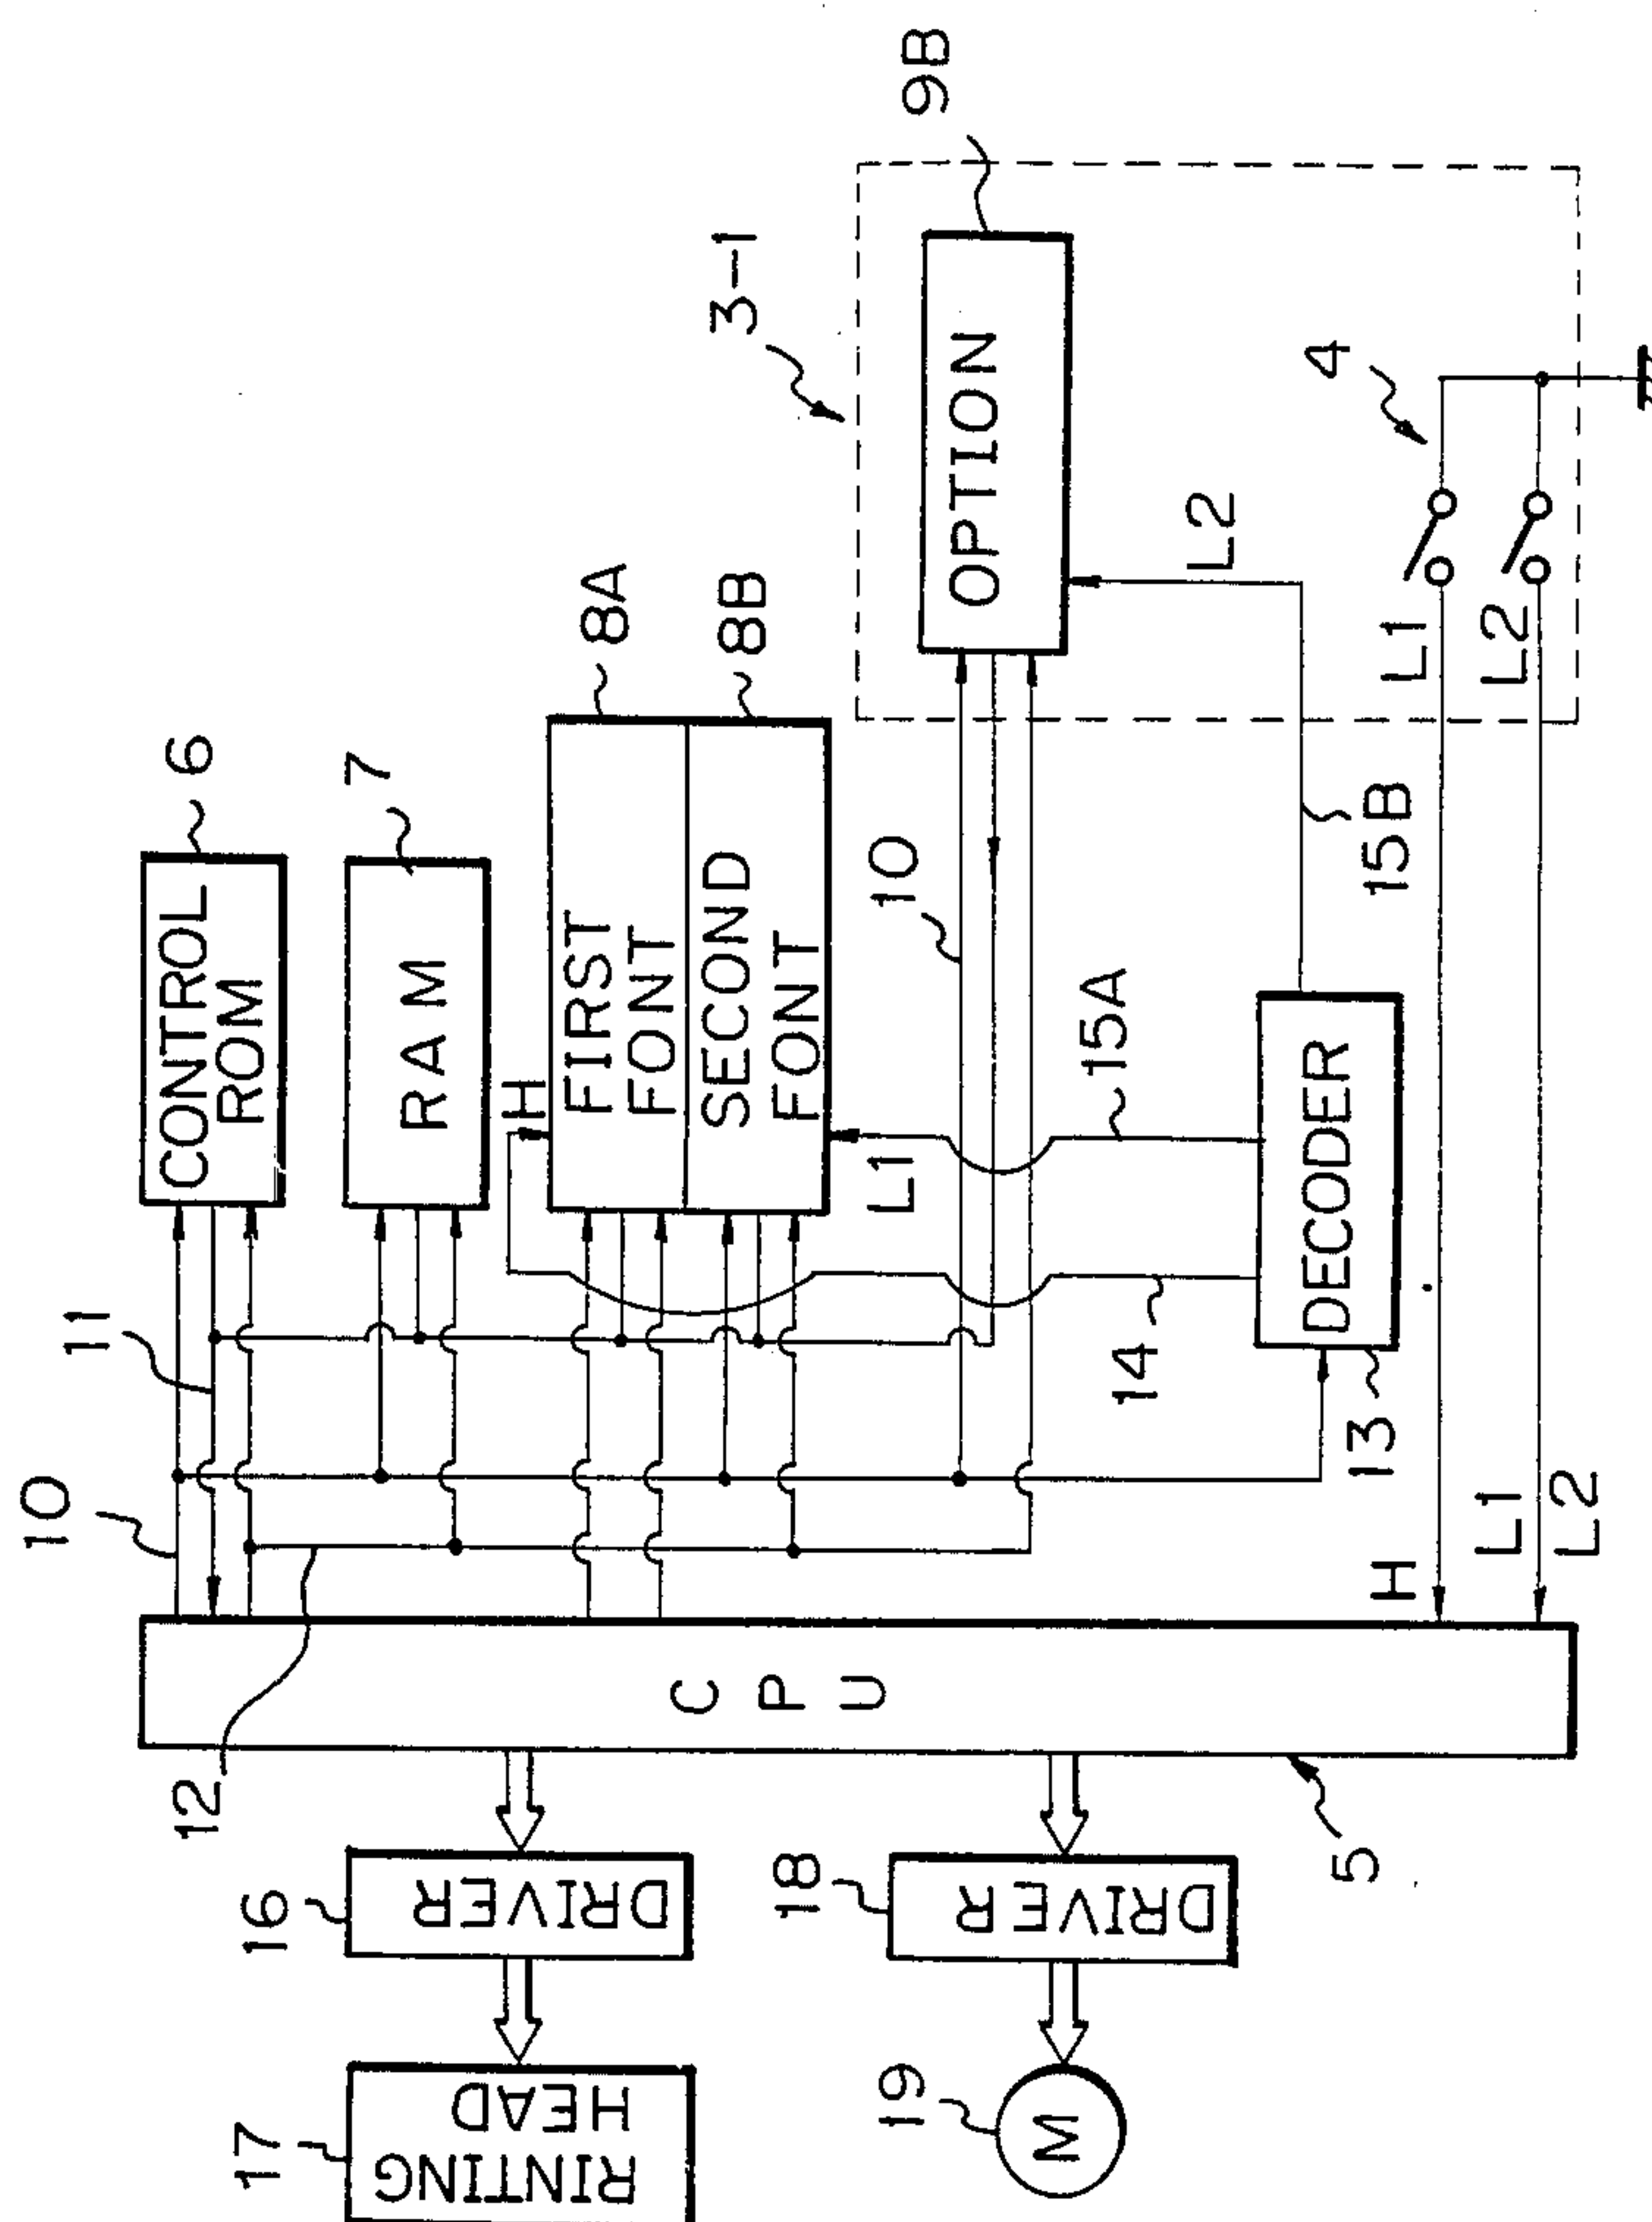 6
CONTROL
ROM
7
RAM
8A
FIRST
FONT
8B
SECOND
FONT
H
L1
3-1
9B
OPTION
L2
4
L1
L2
10
11
12
10
14
15A
15B
13
DECODER
H
L1
L2
CPU
5
16
DRIVER
17
RINTING
HEAD
18
DRIVER
19
M